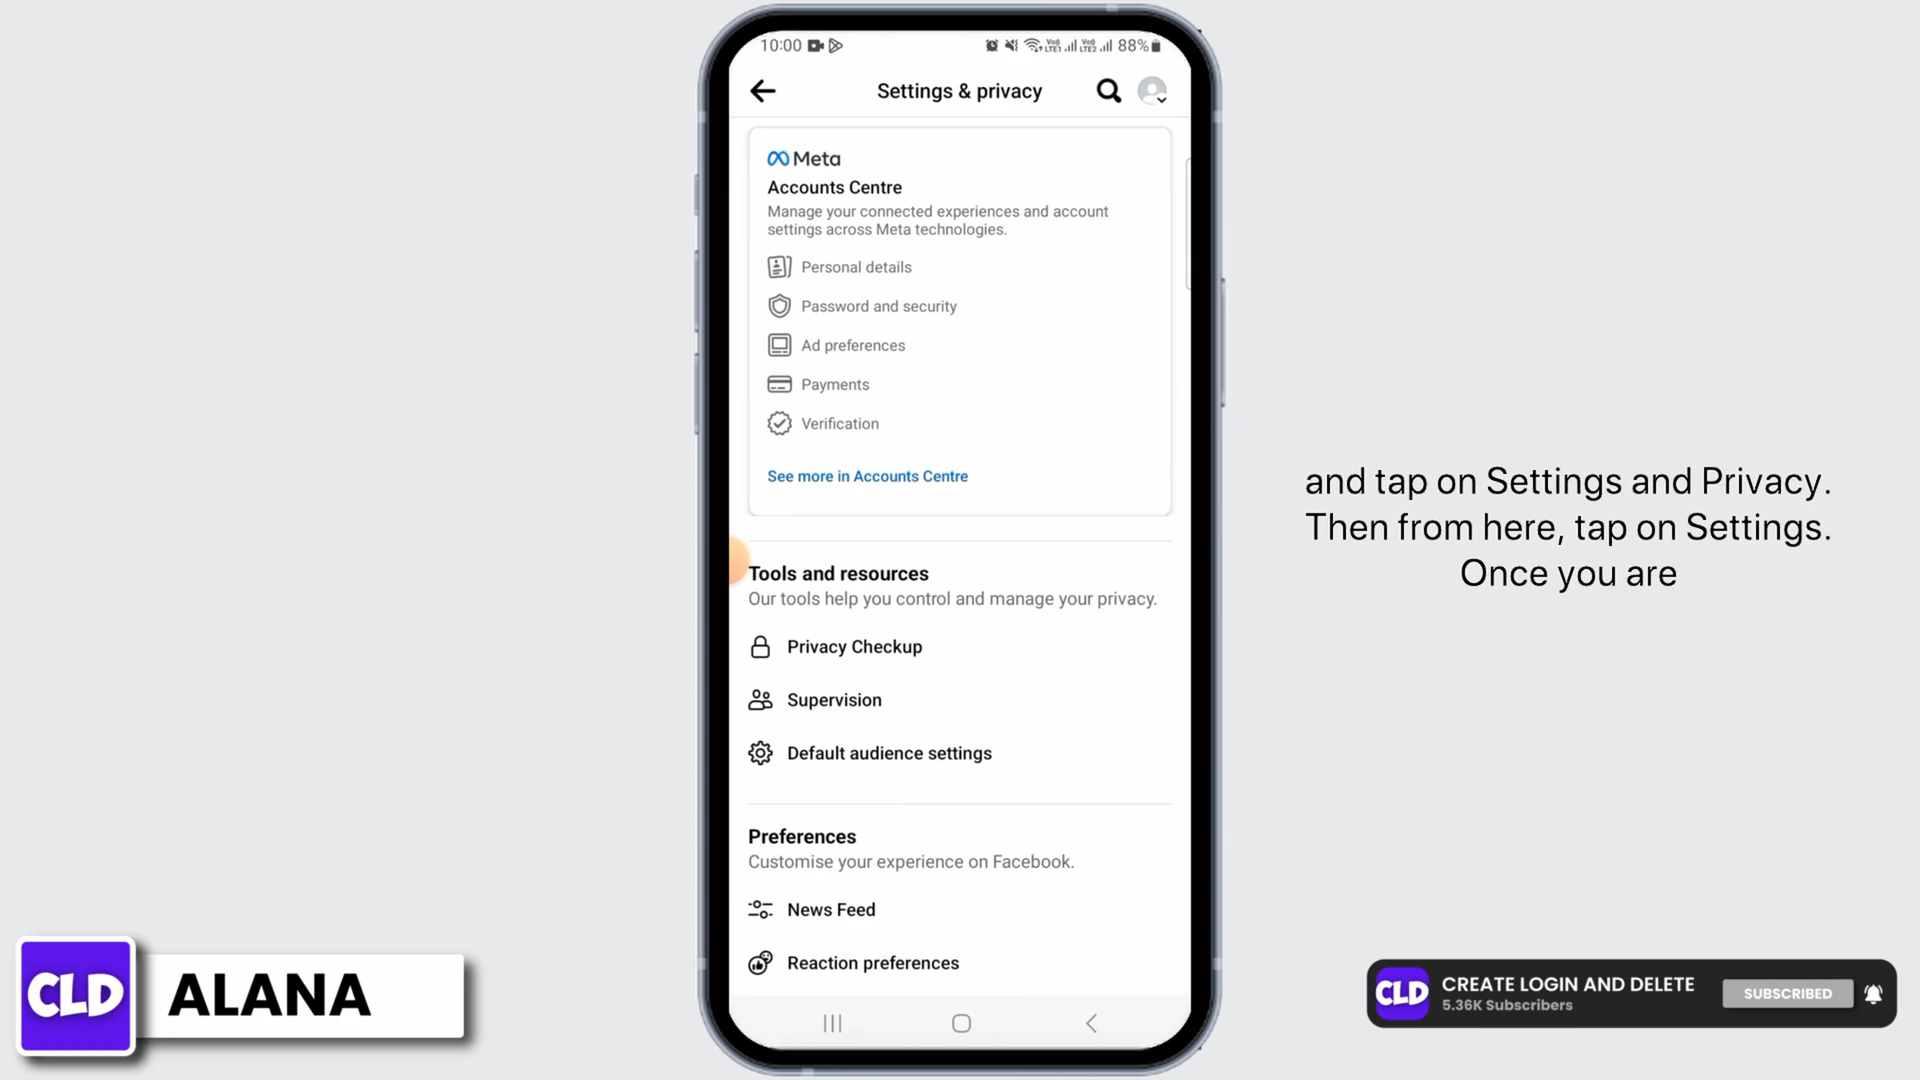 10:00
Vo)) LTE1
Vo)) LTE2
88%
Settings & privacy
Meta
Accounts Centre
Manage your connected experiences and account
settings across Meta technologies.
Personal details
Password and security
Ad preferences
Payments
Verification
See more in Accounts Centre
Tools and resources
Our tools help you control and manage your privacy.
Privacy Checkup
Supervision
Default audience settings
Preferences
Customise your experience on Facebook.
News Feed
Reaction preferences
and tap on Settings and Privacy.
Then from here, tap on Settings.
Once you are
CLD
ALANA
CLD
CREATE LOGIN AND DELETE
5.36K Subscribers
SUBSCRIBED